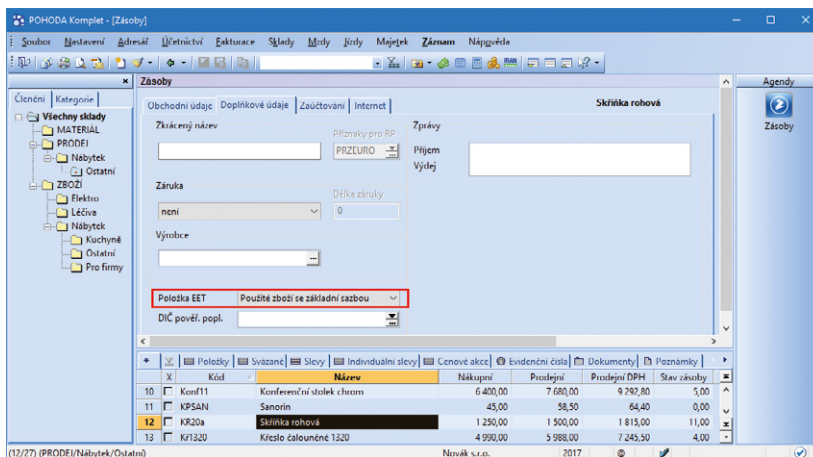 POHODA Komplet - [Zásoby]
Soubor Nastavení Adresář Účetnictví Fakturace Sklady Mzdy Jízdy Majetek Záznam Nápověda
Zásoby
Agendy
Členění Kategorie
Obchodní údaje Doplňkové údaje Zaúčtování Internet
Skříňka rohová
Zásoby
Všechny sklady
MATERIÁL
PRODEJ
Nábytek
Ostatní
ZBOŽÍ
Elektro
Léčiva
Nábytek
Kuchyně
Ostatní
Pro firmy
Zkrácený název
Příznaky pro RP
PRZEURO
Zprávy
Příjem
Výdej
Záruka
Délka záruky
není
0
Výrobce
Položka EET Použité zboží se základní sazbou
DIČ pověř. popl.
Položky Svázané Slevy Individuální slevy Cenové akce Evidenční čísla Dokumenty Poznámky
X Kód Název Nákupní Prodejní Prodejní DPH Stav zásoby
10 Konf11 Konferenční stolek chrom 6 400,00 7 680,00 9 292,80 5,00
11 KPSAN Sanorin 45,00 58,50 64,40 0,00
12 KR20a Skříňka rohová 1 250,00 1 500,00 1 815,00 11,00
13 Kř1320 Křeslo čalouněné 1320 4 990,00 5 988,00 7 245,50 4,00
(12/27) (PRODEJ/Nábytek/Ostatní) Novák s.r.o. 2017 @